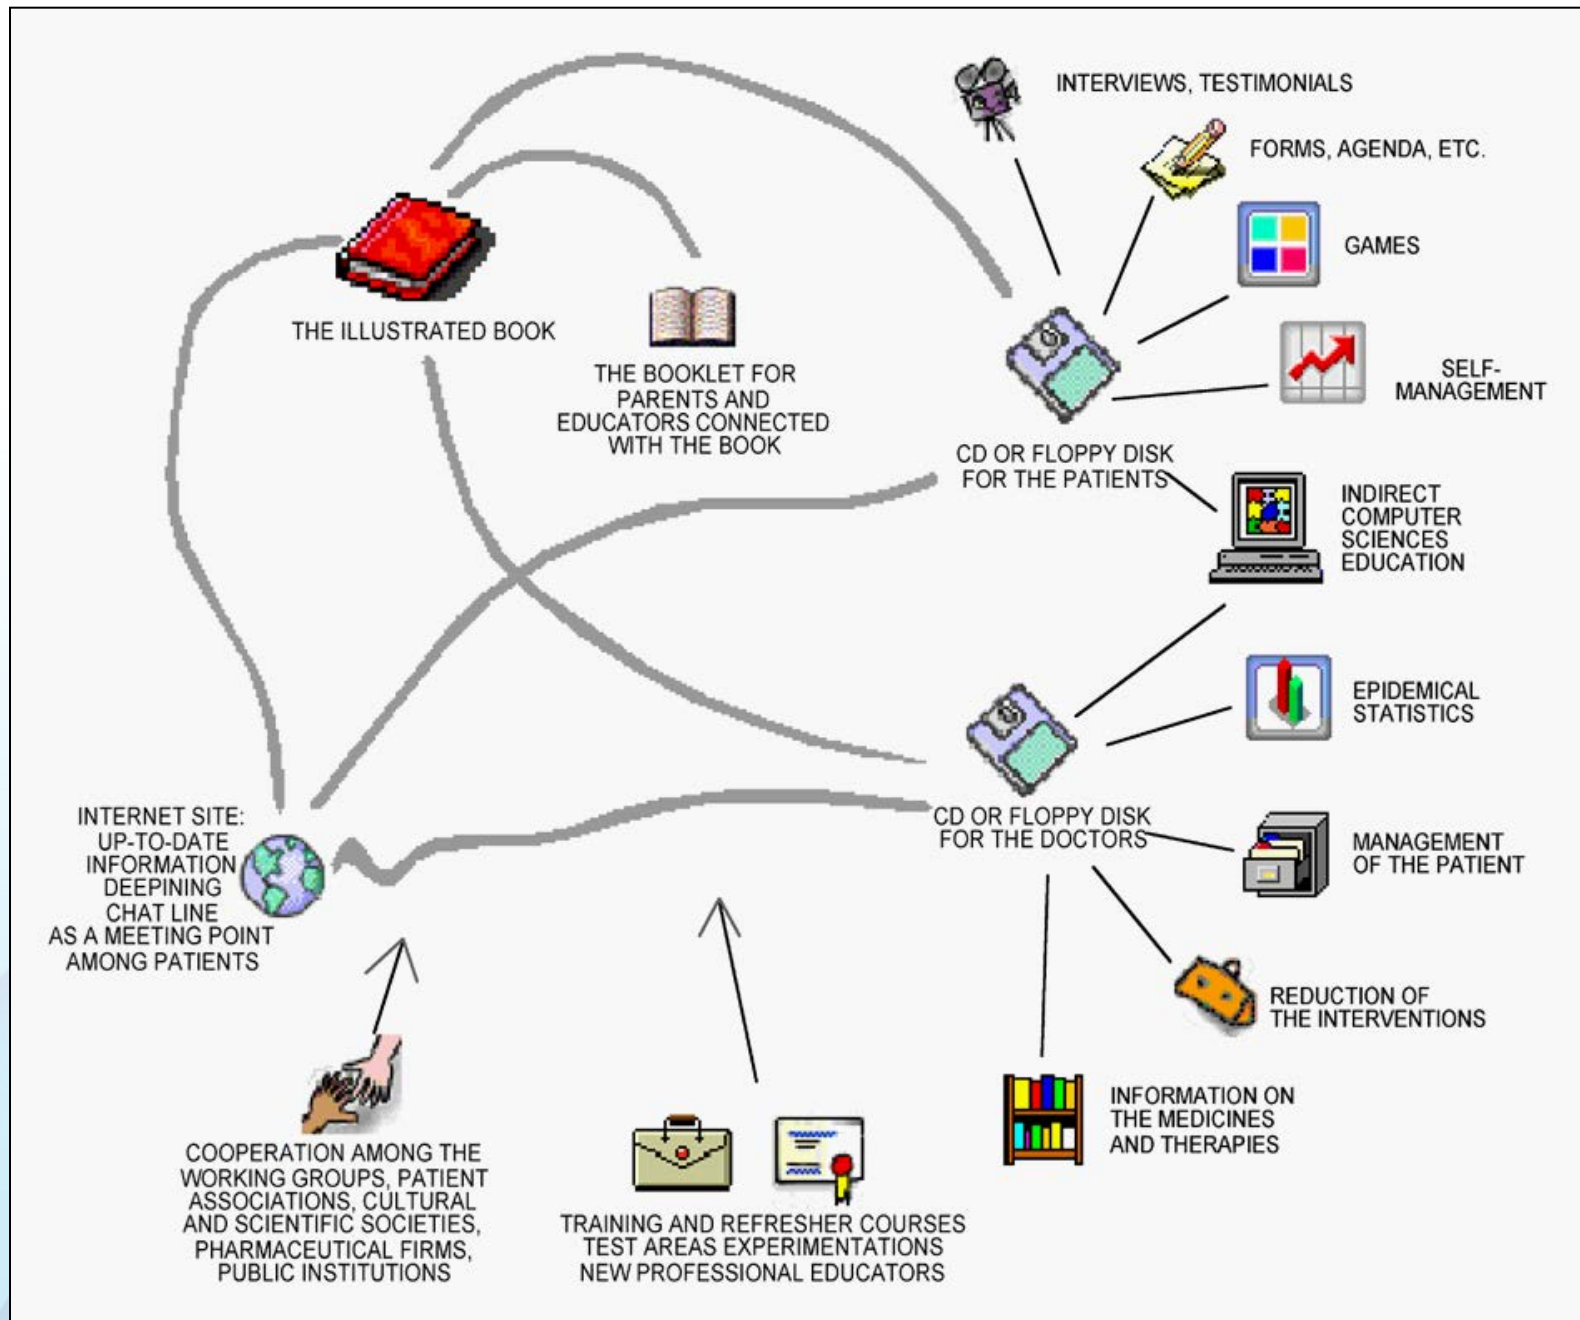 INTERVIEWS, TESTIMONIALS
FORMS, AGENDA, ETC.
GAMES
THE ILLUSTRATED BOOK
THE BOOKLET FOR
PARENTS AND
EDUCATORS CONNECTED
WITH THE BOOK
SELF-
MANAGEMENT
CD OR FLOPPY DISK
FOR THE PATIENTS
INDIRECT
COMPUTER
SCIENCES
EDUCATION
EPIDEMICAL
STATISTICS
INTERNET SITE:
UP-TO-DATE
INFORMATION
DEEPINING
CHAT LINE
AS A MEETING POINT
AMONG PATIENTS
CD OR FLOPPY DISK
FOR THE DOCTORS
MANAGEMENT
OF THE PATIENT
REDUCTION OF
THE INTERVENTIONS
INFORMATION ON
THE MEDICINES
AND THERAPIES
COOPERATION AMONG THE
WORKING GROUPS, PATIENT
ASSOCIATIONS, CULTURAL
AND SCIENTIFIC SOCIETIES,
PHARMACEUTICAL FIRMS,
PUBLIC INSTITUTIONS
TRAINING AND REFRESHER COURSES
TEST AREAS EXPERIMENTATIONS
NEW PROFESSIONAL EDUCATORS